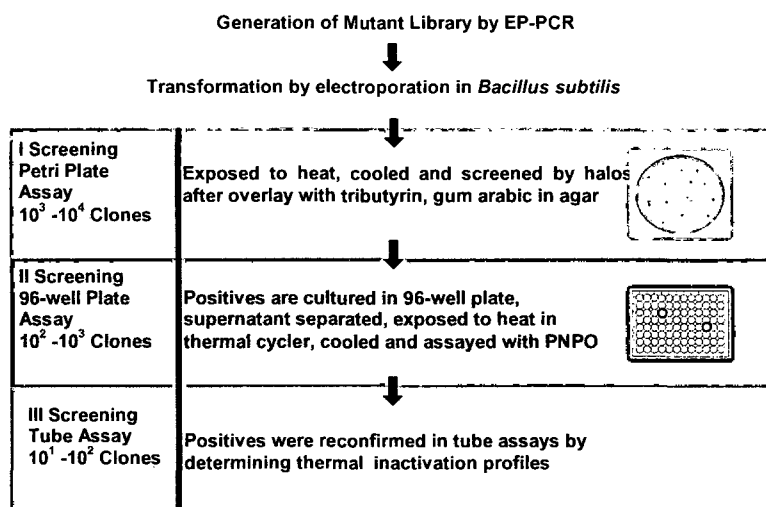 Generation of Mutant Library by EP-PCR
Transformation by electroporation in Bacillus subtilis
I Screening
Petri Plate
Assay
10³ -10⁴ Clones
Exposed to heat, cooled and screened by halos
after overlay with tributyrin, gum arabic in agar
II Screening
96-well Plate
Assay
10² -10³ Clones
Positives are cultured in 96-well plate,
supernatant separated, exposed to heat in
thermal cycler, cooled and assayed with PNPO
III Screening
Tube Assay
10¹ -10² Clones
Positives were reconfirmed in tube assays by
determining thermal inactivation profiles